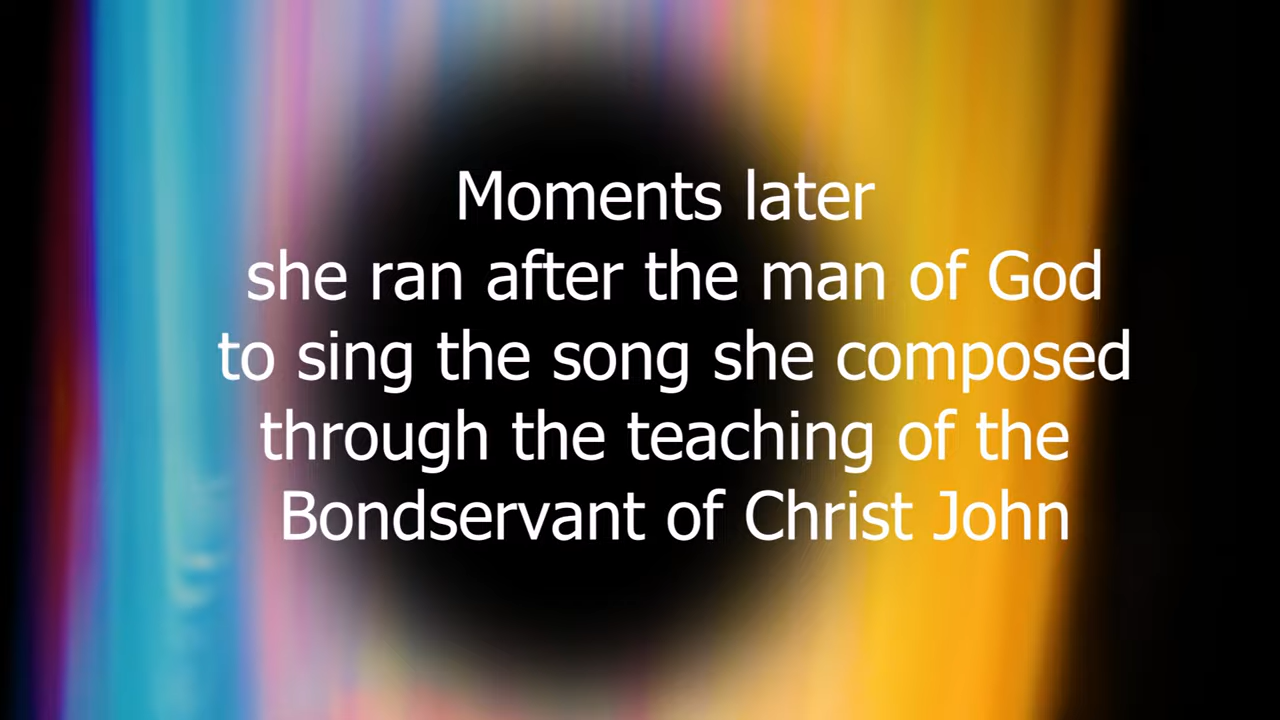 Moments later
she ran after the man of God
to sing the song she composed
through the teaching of the
Bondservant of Christ John